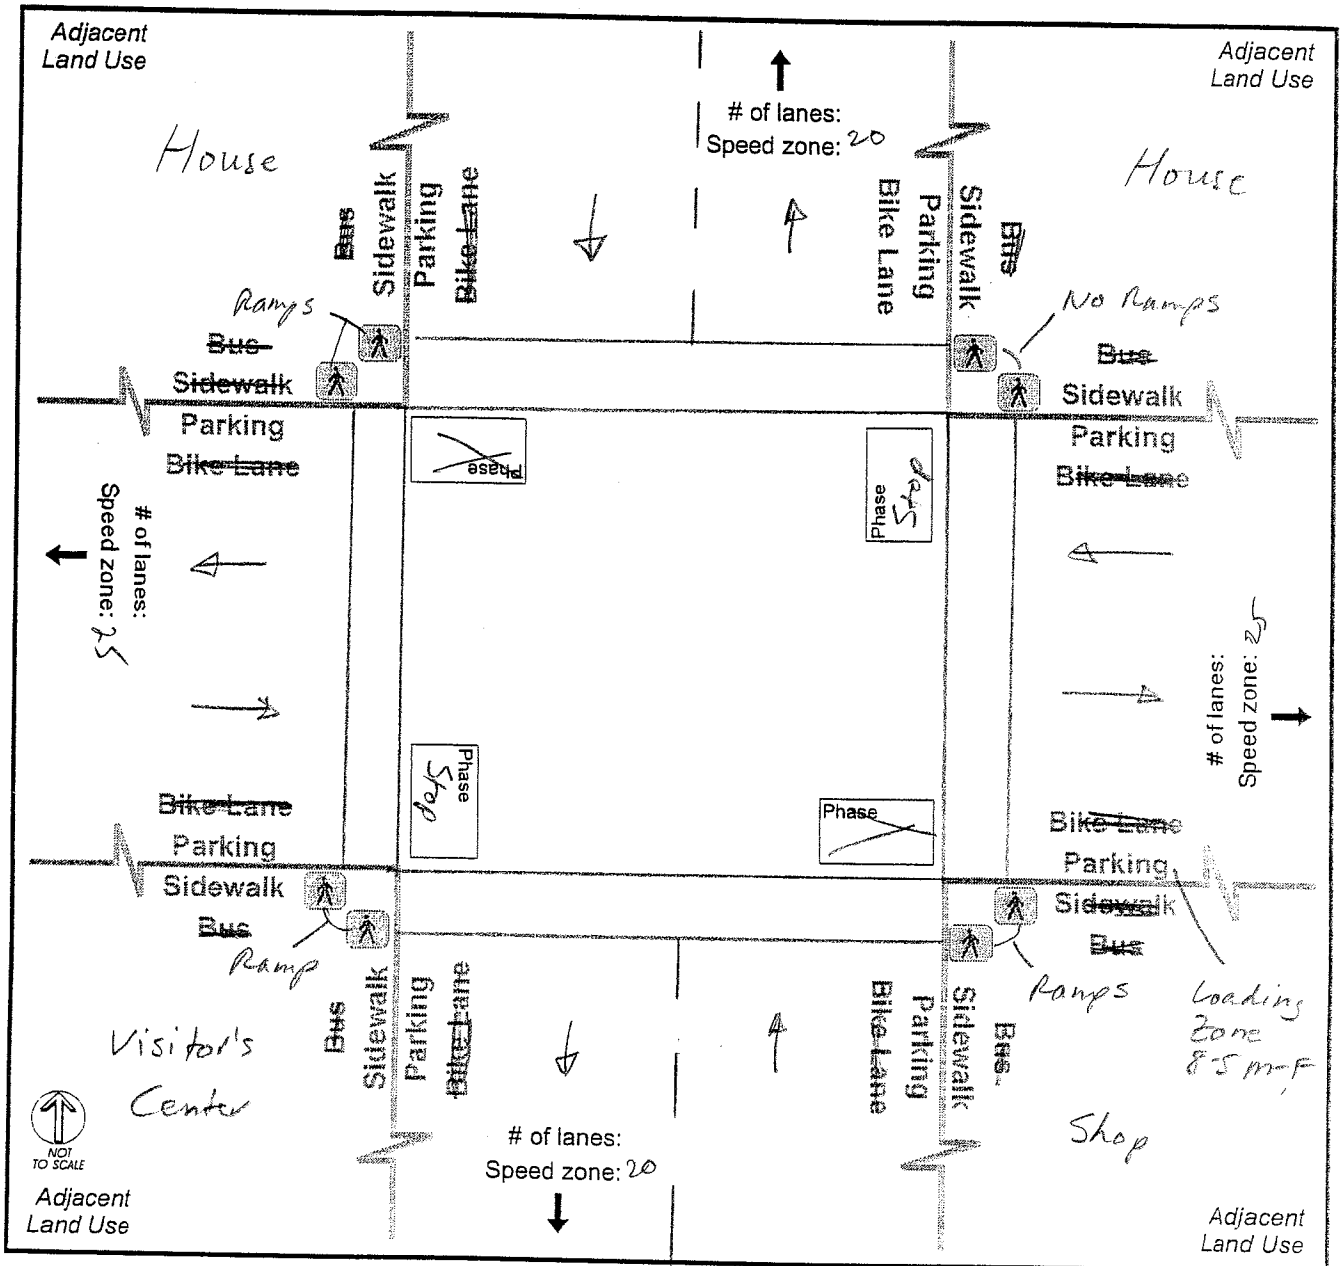 Adjacent
Land Use
Adjacent
Land Use
# of lanes:
Speed zone: 20
House
House
Bus
Sidewalk
Parking
Bike Lane
Bike Lane
Parking
Sidewalk
Bus
Ramps
No Ramps
Bus
Sidewalk
Parking
Bike Lane
Bus
Sidewalk
Parking
Bike Lane
Phase
Phase
Stop
# of lanes:
Speed zone: 25
# of lanes:
Speed zone: 25
Phase
Stop
Phase
Bike Lane
Parking
Sidewalk
Bus
Bike Lane
Parking
Sidewalk
Bus
Ramp
Ramps
Loading
Zone
8-5 M-F
Bus
Sidewalk
Parking
Bike Lane
Bike Lane
Parking
Sidewalk
Bus
Visitor's
Center
Shop
# of lanes:
Speed zone: 20
NOT
TO SCALE
Adjacent
Land Use
Adjacent
Land Use